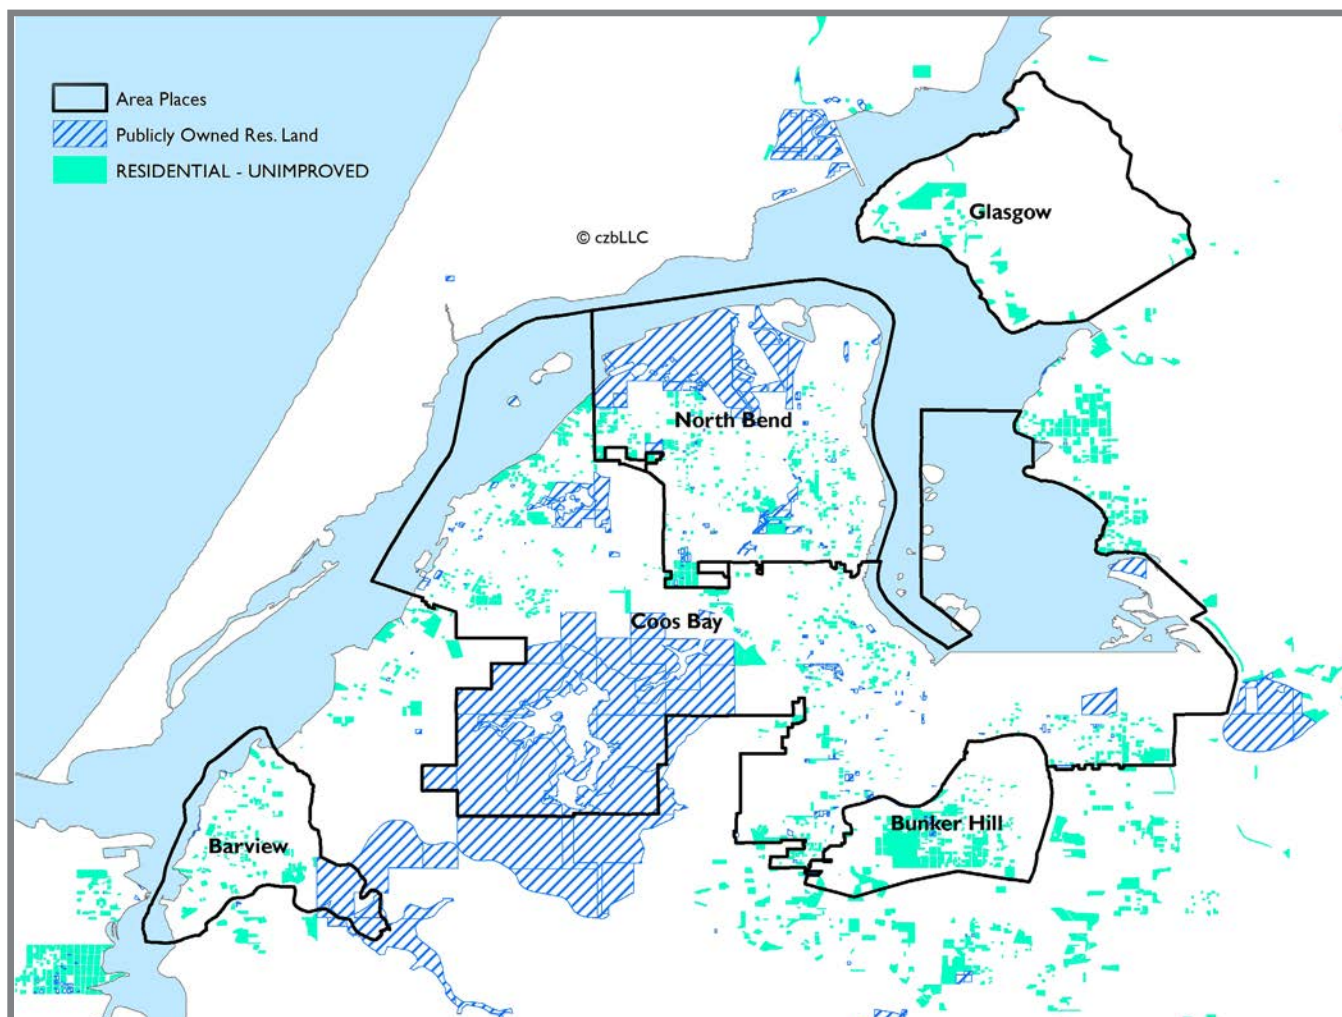 Area Places
Publicly Owned Res. Land
RESIDENTIAL - UNIMPROVED
Glasgow
© czbLLC
North Bend
Coos Bay
Bunker Hill
Barview